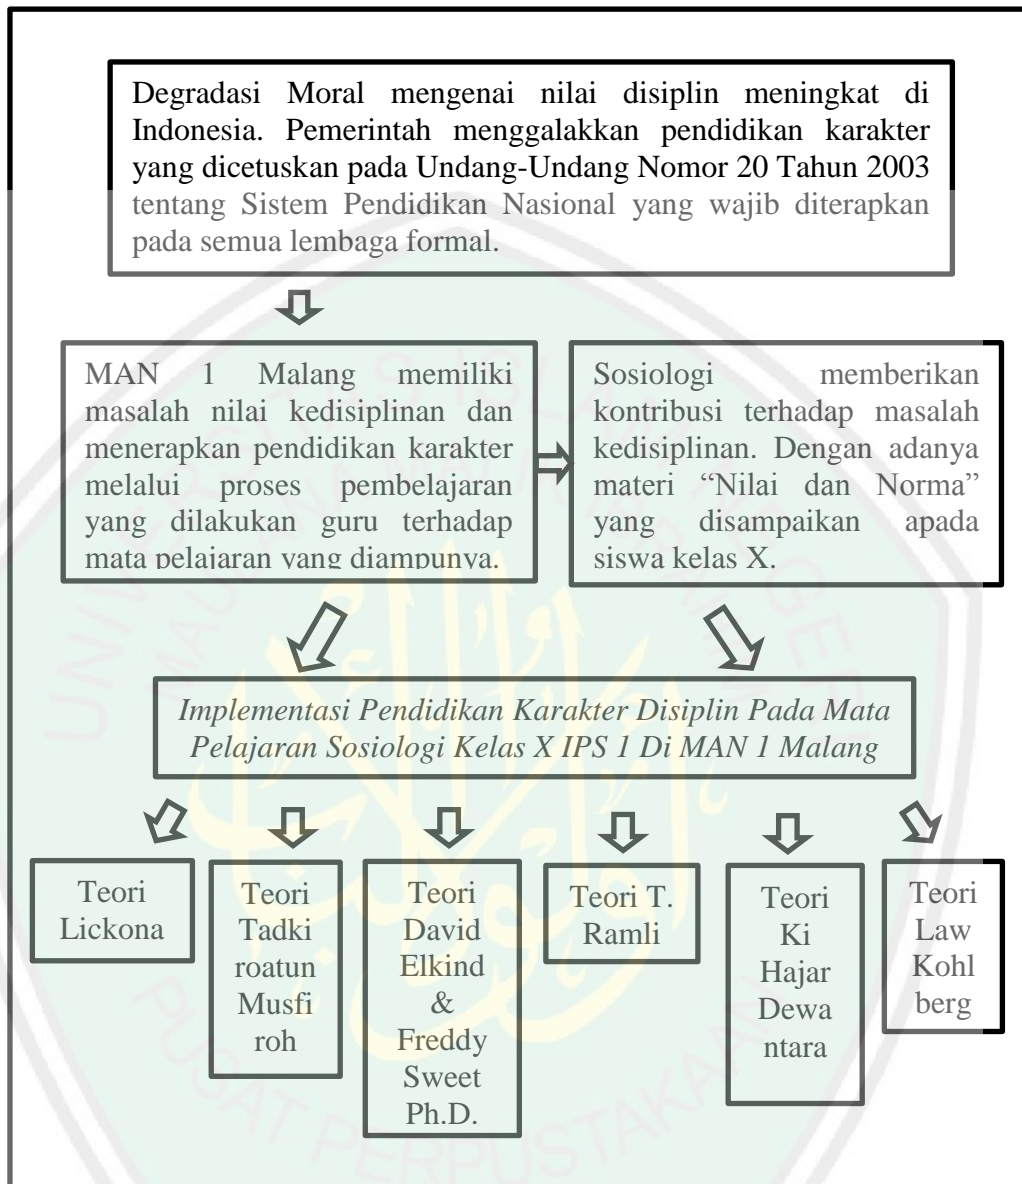 Degradasi Moral mengenai nilai disiplin meningkat di
Indonesia. Pemerintah menggalakkan pendidikan karakter
yang dicetuskan pada Undang-Undang Nomor 20 Tahun 2003
tentang Sistem Pendidikan Nasional yang wajib diterapkan
pada semua lembaga formal.
MAN 1 Malang memiliki
masalah nilai kedisiplinan dan
menerapkan pendidikan karakter
melalui proses pembelajaran
yang dilakukan guru terhadap
mata pelajaran yang diampunya.
Sosiologi memberikan
kontribusi terhadap masalah
kedisiplinan. Dengan adanya
materi “Nilai dan Norma”
yang disampaikan apada
siswa kelas X.
Implementasi Pendidikan Karakter Disiplin Pada Mata
Pelajaran Sosiologi Kelas X IPS 1 Di MAN 1 Malang
Teori
Lickona
Teori
Tadki
roatun
Musfi
roh
Teori
David
Elkind
&
Freddy
Sweet
Ph.D.
Teori T.
Ramli
Teori
Ki
Hajar
Dewa
ntara
Teori
Law
Kohl
berg
PUSAT PERPUSTAKAAN